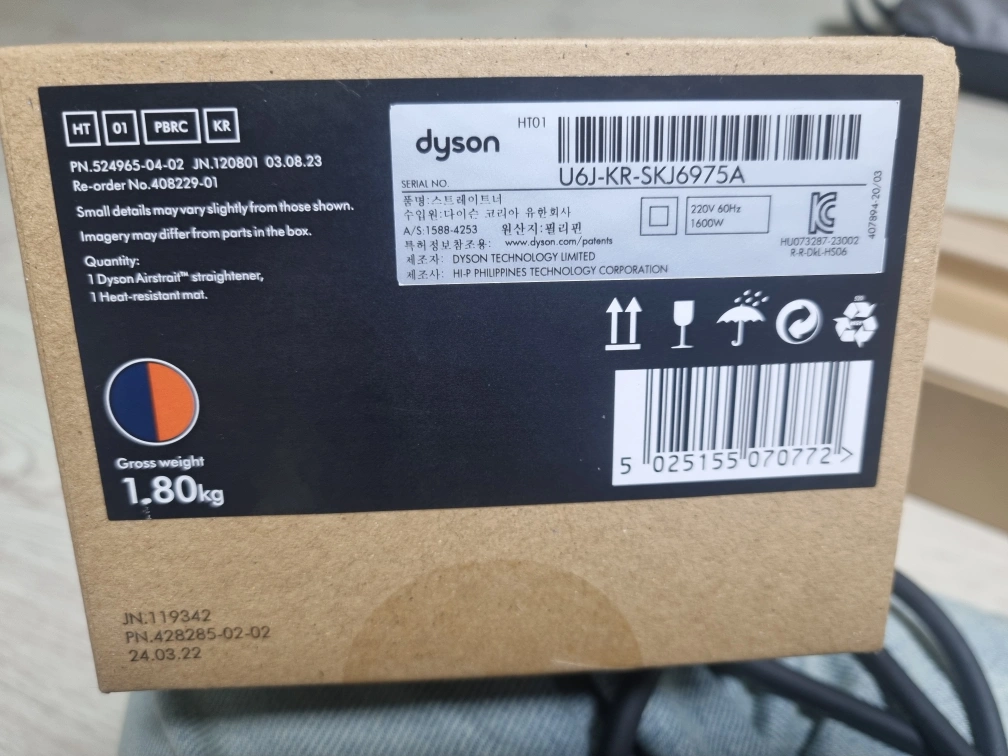 HT 01 PBRC KR
PN.524965-04-02 JN.120801 03.08.23
Re-order No.408229-01
Small details may vary slightly from those shown.
Imagery may differ from parts in the box.
Quantity:
1 Dyson Airstrait™ straightener,
1 Heat-resistant mat.
Gross weight
1.80kg
dyson HT01
SERIAL NO. U6J-KR-SKJ6975A
품명:스트레이트너
수입원:다이슨 코리아 유한회사
A/S:1588-4253 원산지:필리핀
특허정보참조용: www.dyson.com/patents
제조자: DYSON TECHNOLOGY LIMITED
제조사: HI-P PHILIPPINES TECHNOLOGY CORPORATION
220V 60Hz
1600W
HU073287-23002
R-R-DkL-HS06
407894-20/03
5 025155 070772 >
JN.119342
PN.428285-02-02
24.03.22